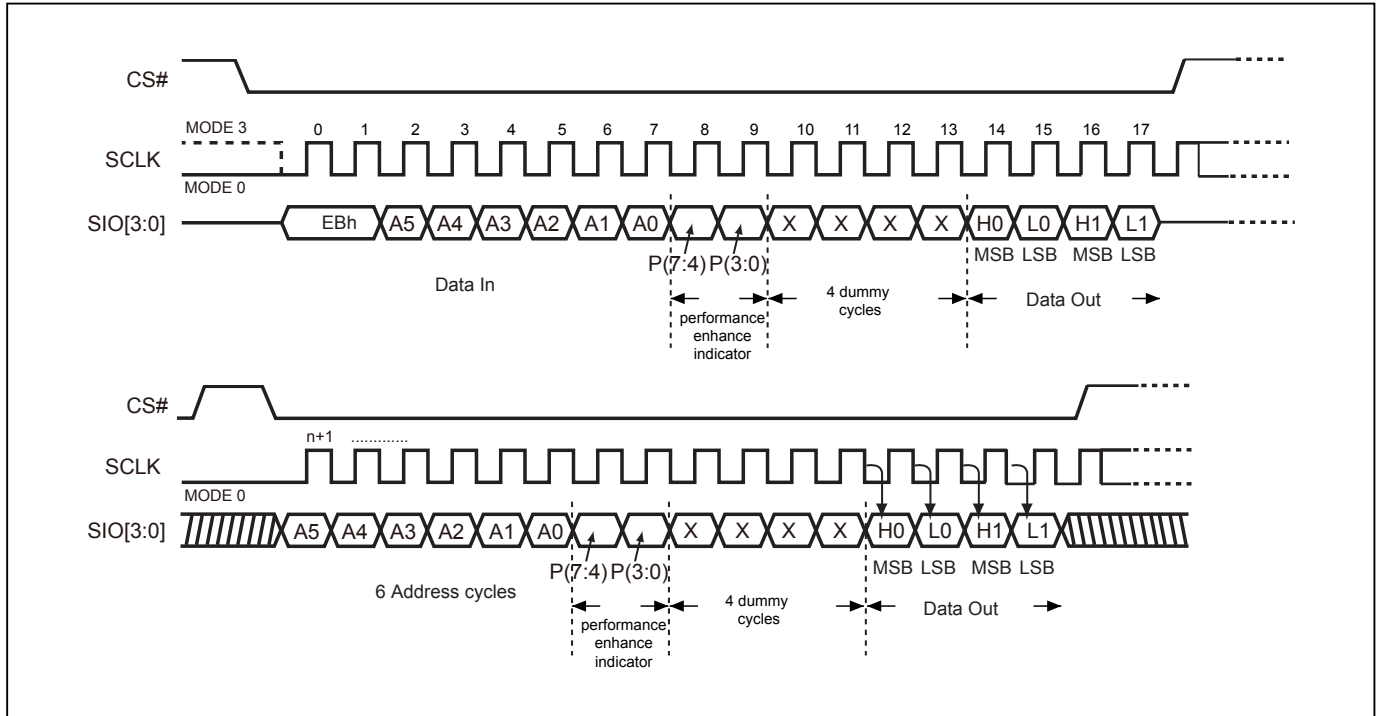 CS#
MODE 3
0 1 2 3 4 5 6 7 8 9 10 11 12 13 14 15 16 17
SCLK
MODE 0
SIO[3:0] EBh A5 A4 A3 A2 A1 A0 X X X X H0 L0 H1 L1
P(7:4) P(3:0) MSB LSB MSB LSB
Data In
4 dummy
cycles
Data Out
performance
enhance
indicator
CS#
n+1 .............
SCLK
MODE 0
SIO[3:0] A5 A4 A3 A2 A1 A0 X X X X H0 L0 H1 L1
P(7:4) P(3:0) MSB LSB MSB LSB
6 Address cycles
4 dummy
cycles
Data Out
performance
enhance
indicator